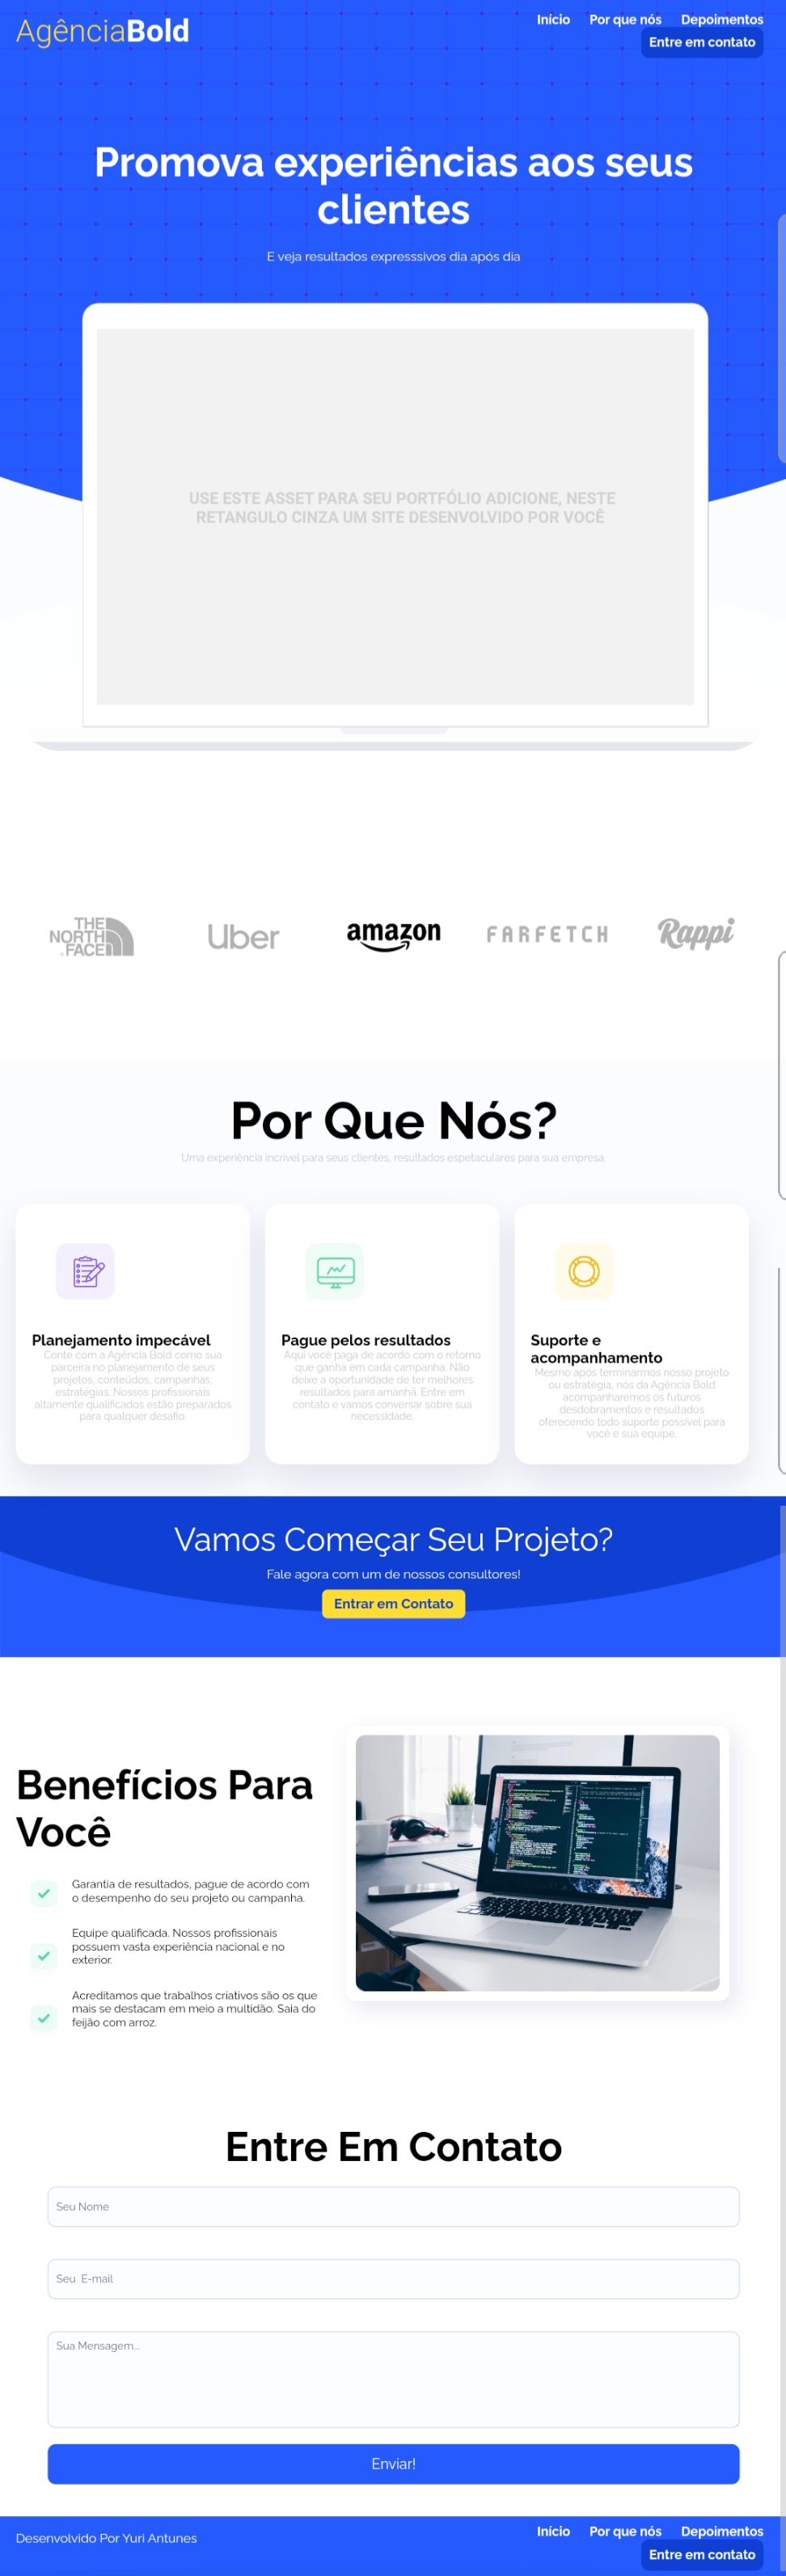 AgênciaBold
Início Por que nós Depoimentos
Entre em contato
Promova experiências aos seus
clientes
E veja resultados expresssivos dia após dia
USE ESTE ASSET PARA SEU PORTFÓLIO ADICIONE, NESTE
RETANGULO CINZA UM SITE DESENVOLVIDO POR VOCÊ
THE
NORTH
FACE
Uber
amazon
FARFETCH
Rappi
Por Que Nós?
Uma experiência incrível para seus clientes, resultados espetaculares para sua empresa.
Planejamento impecável
Conte com a Agência Bold como sua
parceira no planejamento de seus
projetos, conteúdos, campanhas,
estratégias. Nossos profissionais
altamente qualificados estão preparados
para qualquer desafio.
Pague pelos resultados
Aqui você paga de acordo com o retorno
que ganha em cada campanha. Não
deixe a oportunidade de ter melhores
resultados para amanhã. Entre em
contato e vamos conversar sobre sua
necessidade.
Suporte e
acompanhamento
Mesmo após terminarmos nosso projeto
ou estratégia, nós da Agência Bold
acompanharemos os futuros
desdobramentos e resultados
oferecendo todo suporte possível para
você e sua equipe.
Vamos Começar Seu Projeto?
Fale agora com um de nossos consultores!
Entrar em Contato
Benefícios Para
Você
Garantia de resultados, pague de acordo com
o desempenho do seu projeto ou campanha.
Equipe qualificada. Nossos profissionais
possuem vasta experiência nacional e no
exterior.
Acreditamos que trabalhos criativos são os que
mais se destacam em meio a multidão. Saia do
feijão com arroz.
Entre Em Contato
Seu Nome
Seu E-mail
Sua Mensagem...
Enviar!
Desenvolvido Por Yuri Antunes
Início Por que nós Depoimentos
Entre em contato